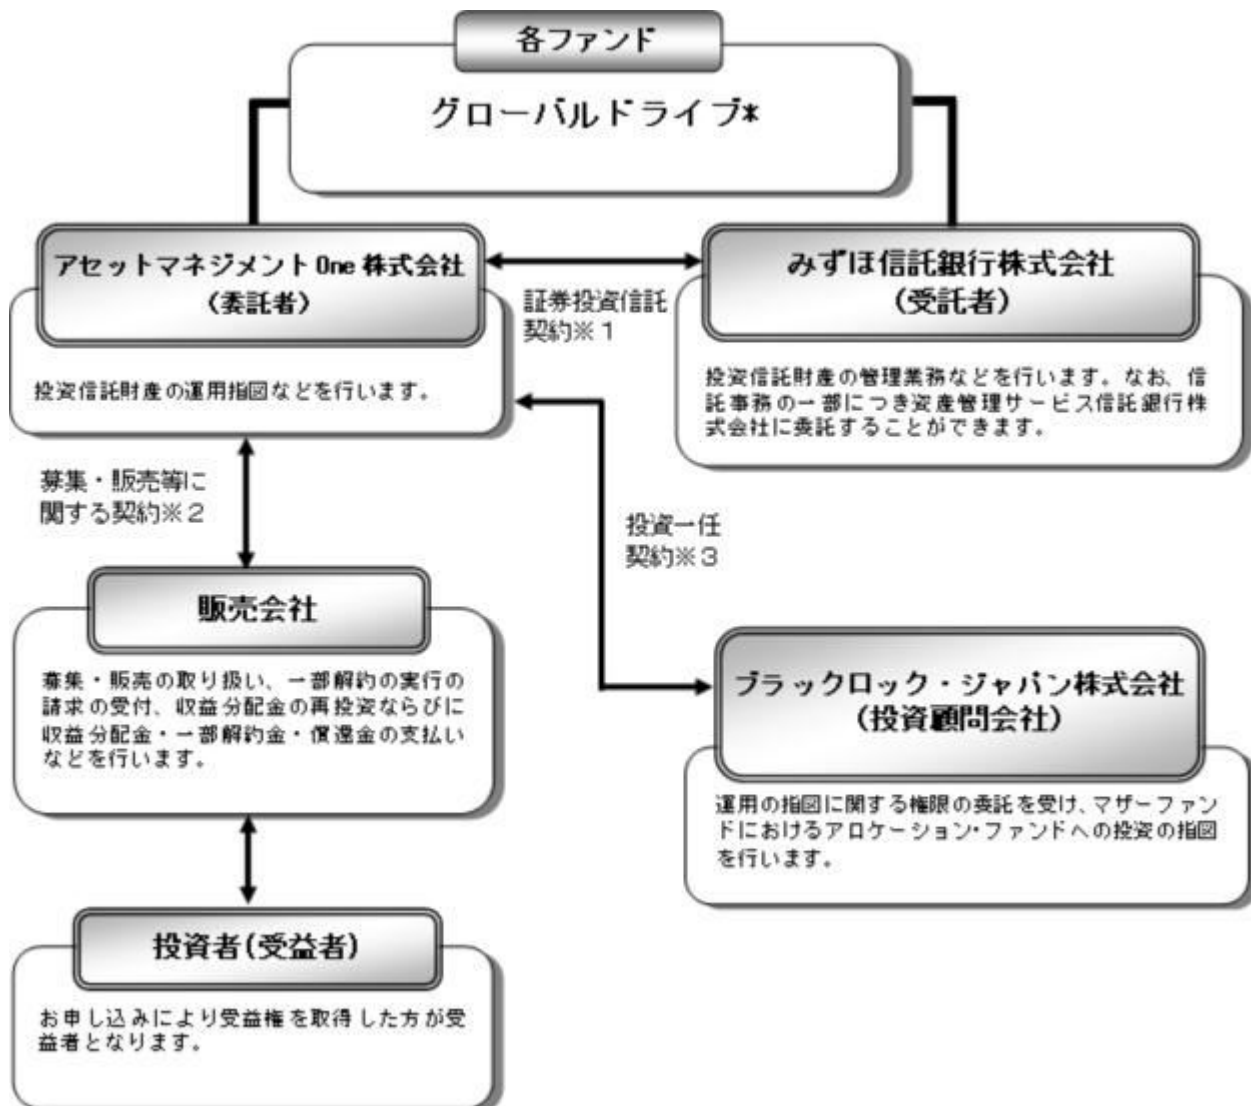 各ファンド
グローバルドライブ*
アセットマネジメントOne株式会社
(委託者)
みずほ信託銀行株式会社
(受託者)
証券投資信託
契約※1
投資信託財産の運用指図などを行います。
投資信託財産の管理業務などを行います。なお、信
託事務の一部につき資産管理サービス信託銀行株
式会社に委託することができます。
募集・販売等に
関する契約※2
投資一任
契約※3
販売会社
募集・販売の取り扱い、一部解約の実行の
請求の受付、収益分配金の再投資ならびに
収益分配金・一部解約金・償還金の支払い
などを行います。
ブラックロック・ジャパン株式会社
(投資顧問会社)
運用の指図に関する権限の委託を受け、マザーファン
ドにおけるアロケーション・ファンドへの投資の指図
を行います。
投資者(受益者)
お申し込みにより受益権を取得した方が受
益者となります。